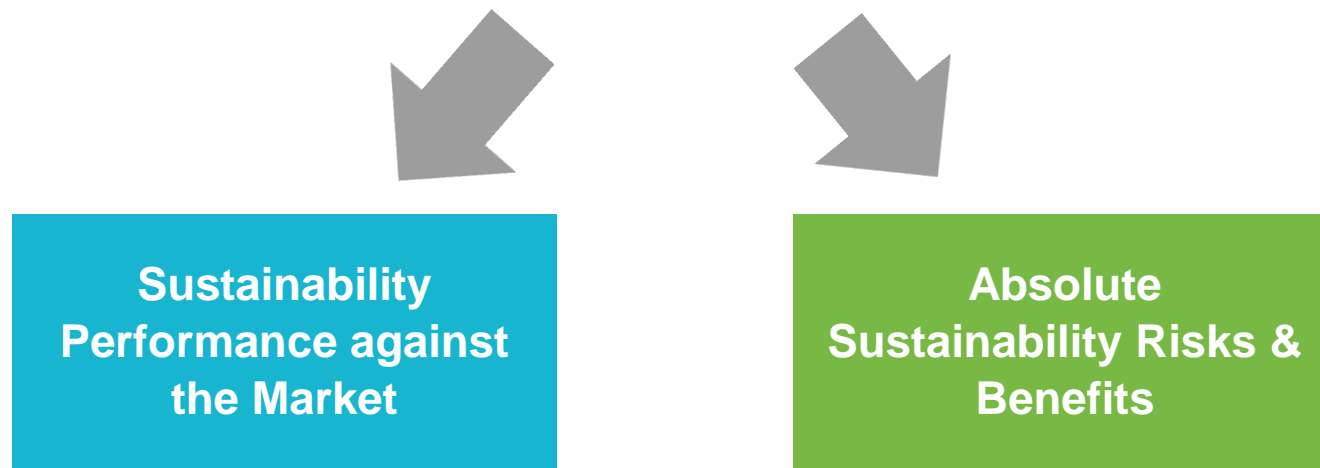 Sustainability
Performance against
the Market
Absolute
Sustainability Risks &
Benefits